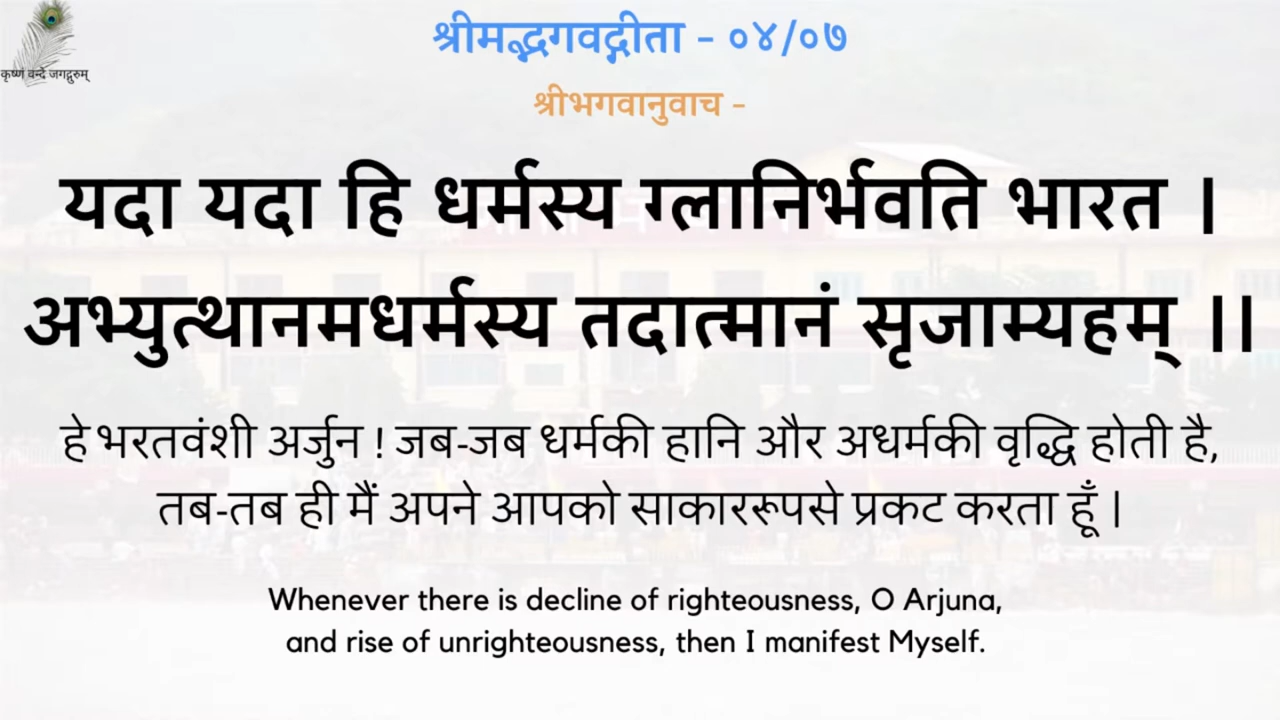 कृष्णं वन्दे जगद्गुरुम्
श्रीमद्भगवद्गीता - ०४/०७
श्रीभगवानुवाच -
यदा यदा हि धर्मस्य ग्लानिर्भवति भारत ।
अभ्युत्थानमधर्मस्य तदात्मानं सृजाम्यहम् ।।
हे भरतवंशी अर्जुन ! जब-जब धर्मकी हानि और अधर्मकी वृद्धि होती है,
तब-तब ही मैं अपने आपको साकाररूपसे प्रकट करता हूँ |
Whenever there is decline of righteousness, O Arjuna,
and rise of unrighteousness, then I manifest Myself.